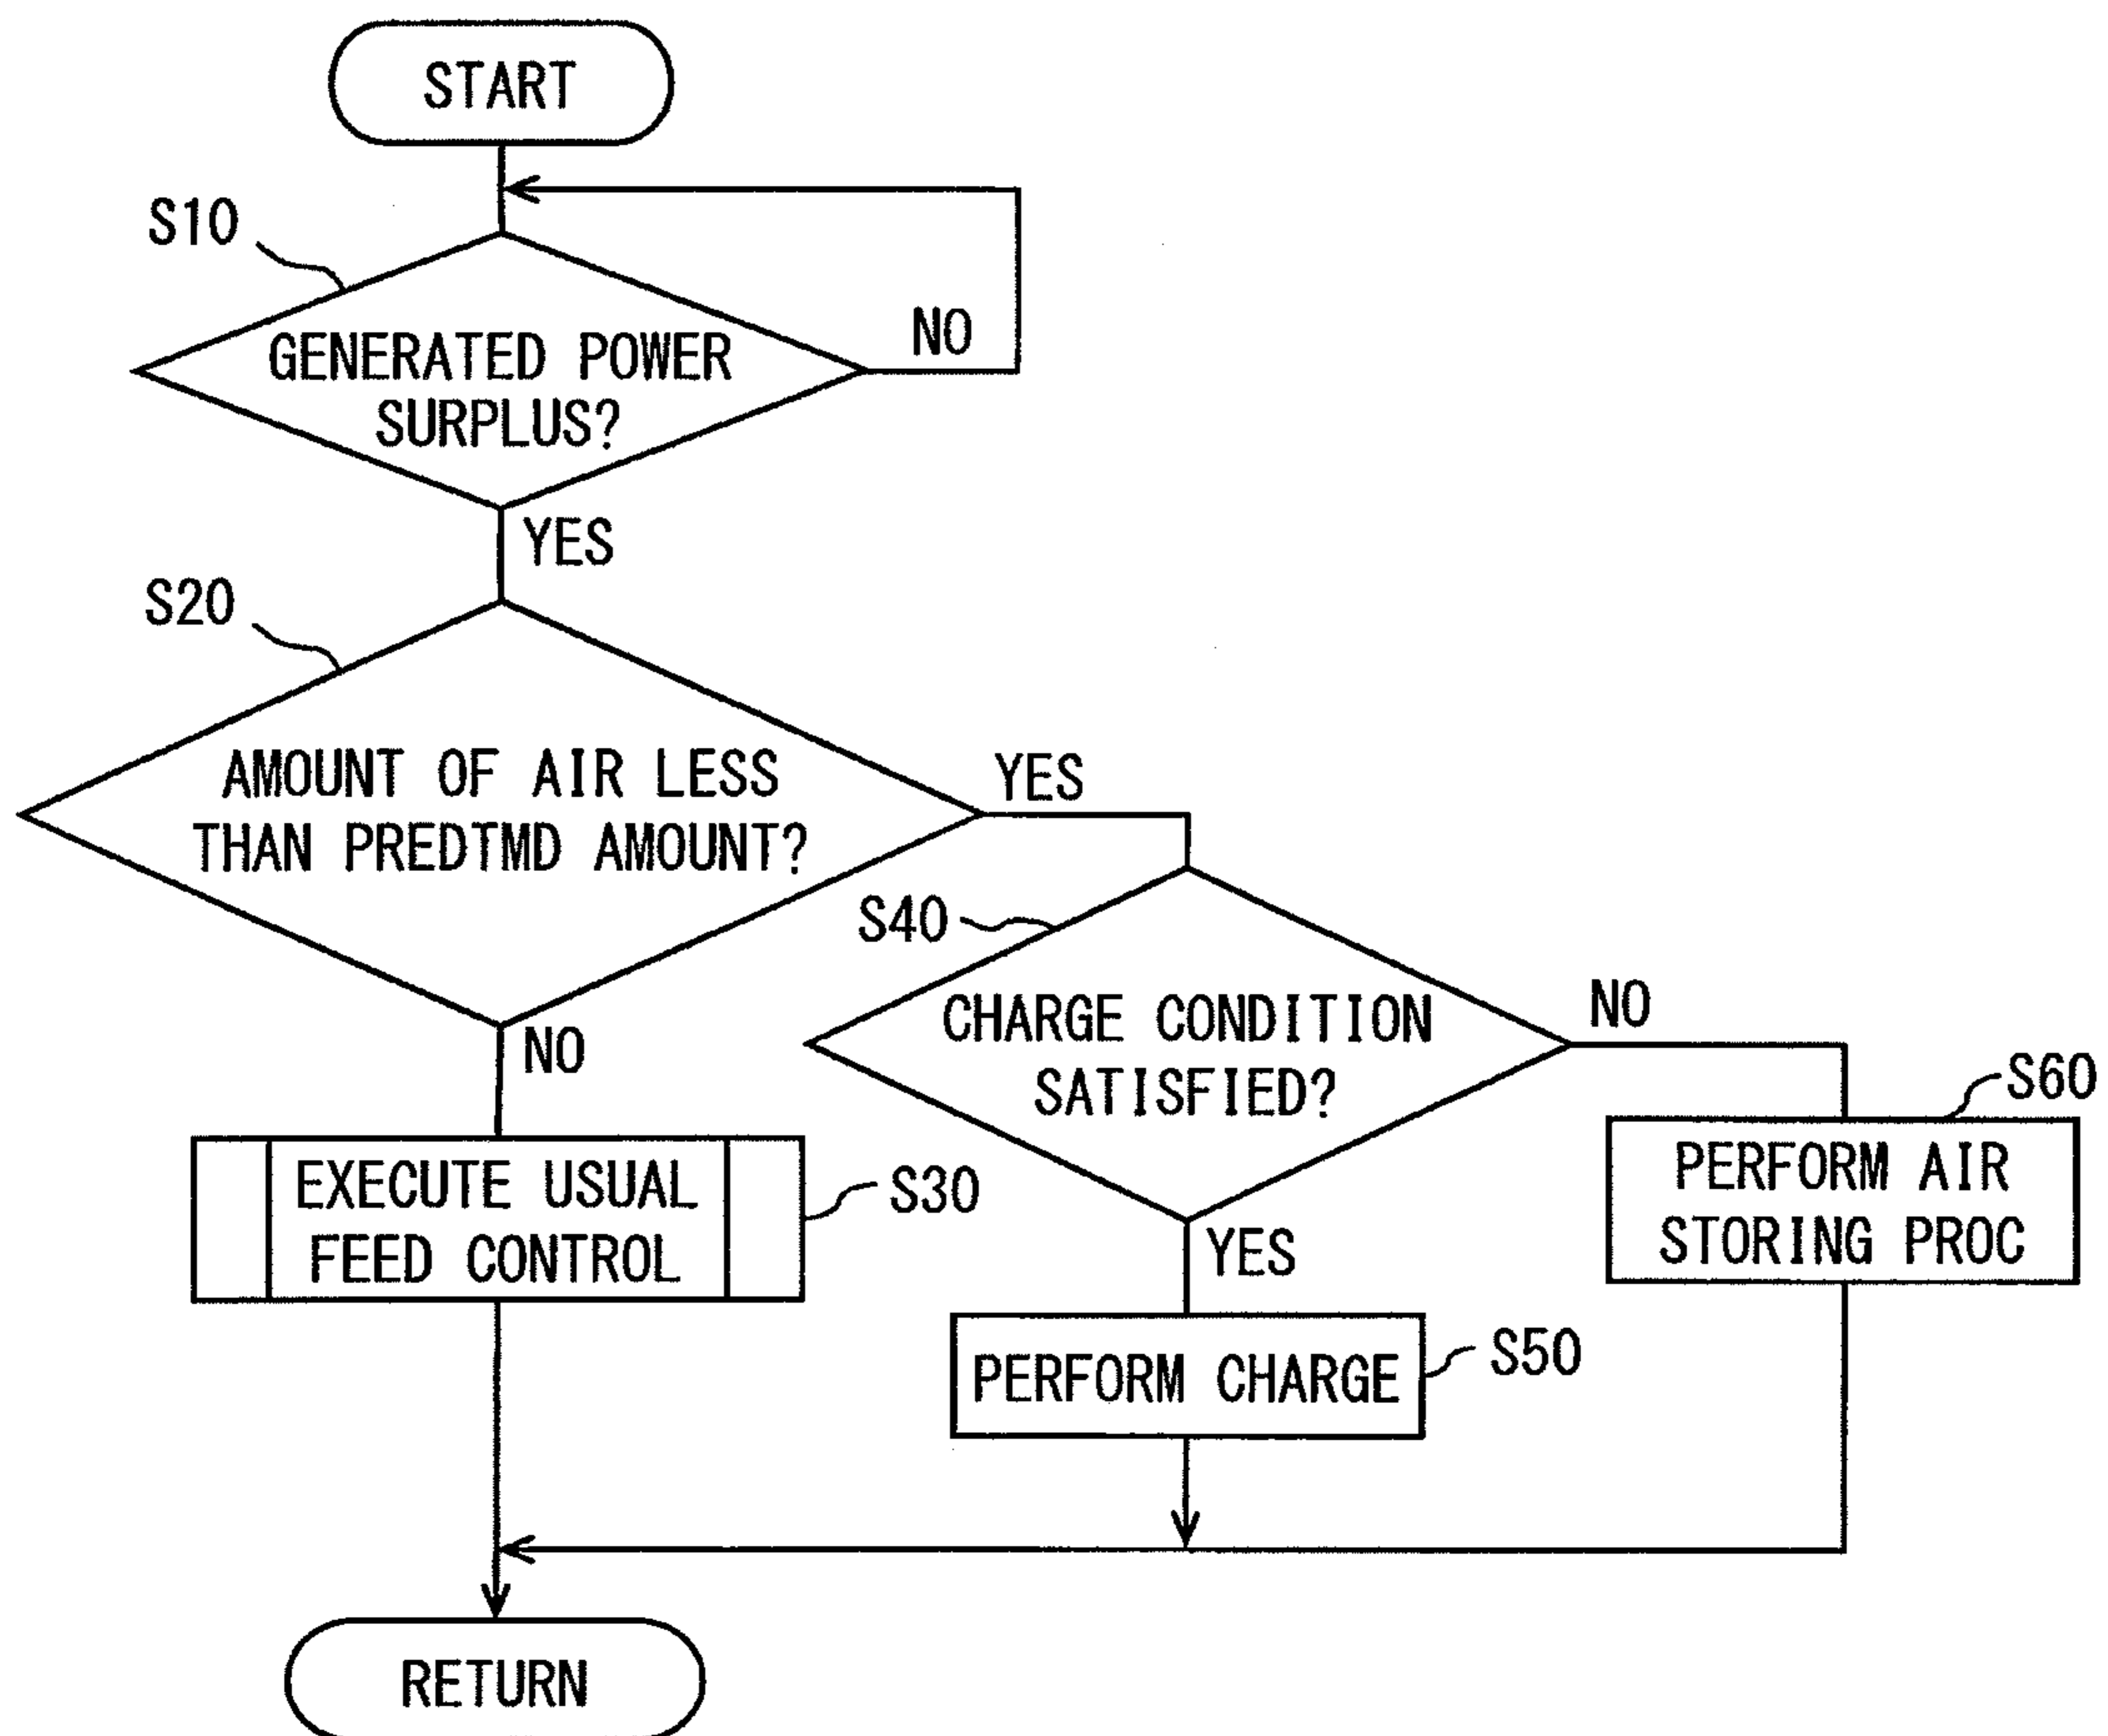 START
S10
GENERATED POWER
SURPLUS?
NO
YES
S20
AMOUNT OF AIR LESS
THAN PREDTMD AMOUNT?
YES
NO
S40
CHARGE CONDITION
SATISFIED?
NO
YES
S30
EXECUTE USUAL
FEED CONTROL
S60
PERFORM AIR
STORING PROC
S50
PERFORM CHARGE
RETURN